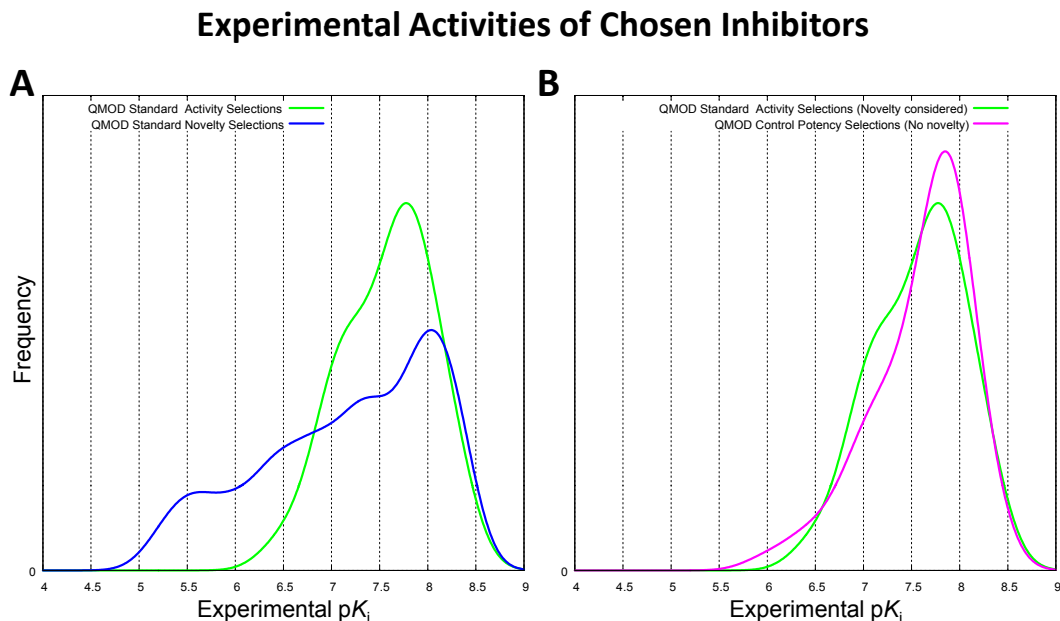 Experimental Activities of Chosen Inhibitors
A
QMOD Standard Activity Selections
QMOD Standard Novelty Selections
Frequency
0
4 4.5 5 5.5 6 6.5 7 7.5 8 8.5 9
Experimental pKi
B
QMOD Standard Activity Selections (Novelty considered)
QMOD Control Potency Selections (No novelty)
0
4 4.5 5 5.5 6 6.5 7 7.5 8 8.5 9
Experimental pKi